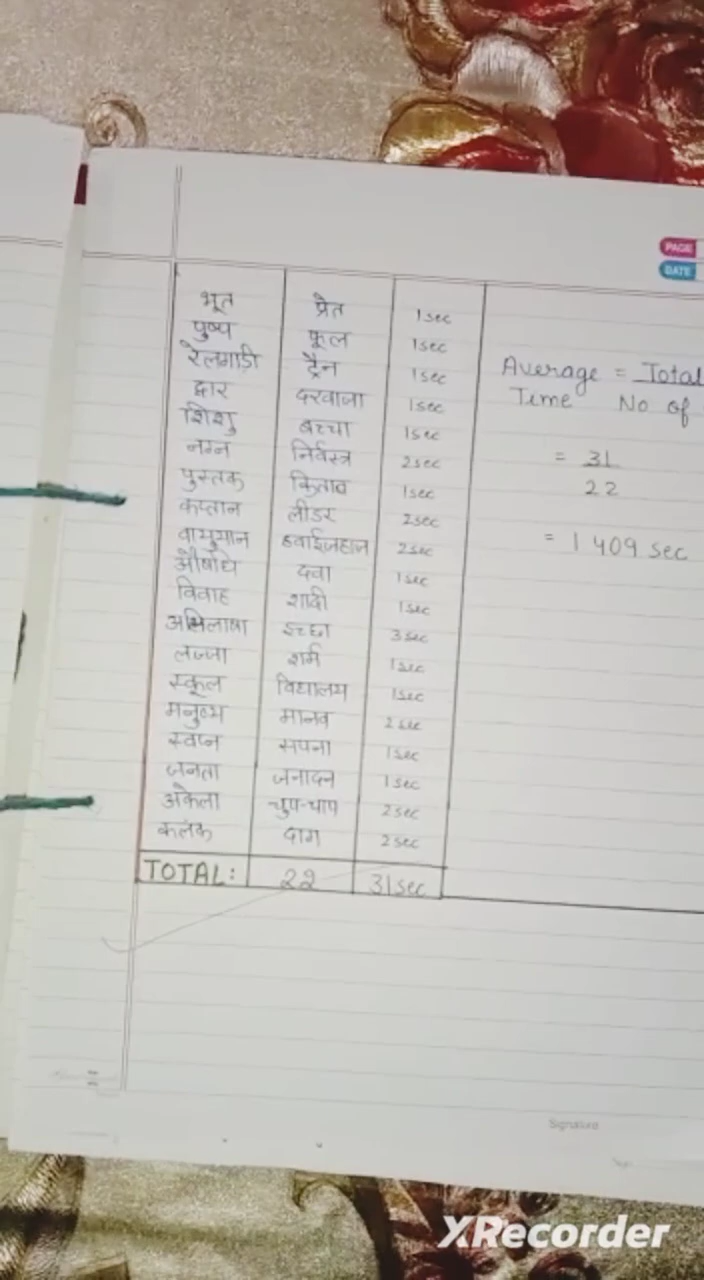 PAGE
DATE
भूत प्रेत 1sec
पुष्प फूल 1sec
रेलगाड़ी ट्रैन 1sec
द्वार दरवाजा 1sec
शिशु बच्चा 1sec
नग्न निर्वस्त्र 2sec
पुस्तक किताब 1sec
कप्तान लीडर 2sec
वायुयान हवाईजहाज 2sec
औषधि दवा 1sec
विवाह शादी 1sec
अभिलाषा इच्छा 3sec
लज्जा शर्म 1sec
स्कूल विद्यालय 1sec
मनुष्य मानव 2sec
स्वप्न सपना 1sec
जनता जनादन 1sec
अकेला चुप-चाप 2sec
कलंक दाग 2sec
TOTAL: 22 31sec
Average = Total
Time No of
= 31
22
= 1 409 sec
Signature
XRecorder